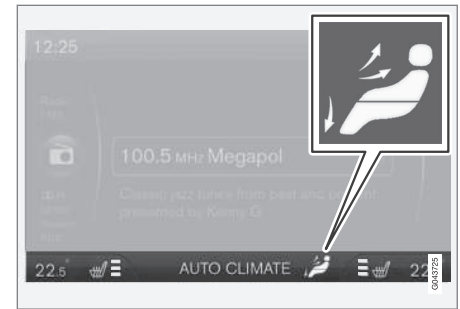 12:25
Radio
100.5 MHz Megapol
Classic jazz tunes from past and present
presented by Kenny G
22.5°
AUTO CLIMATE
22
G043725